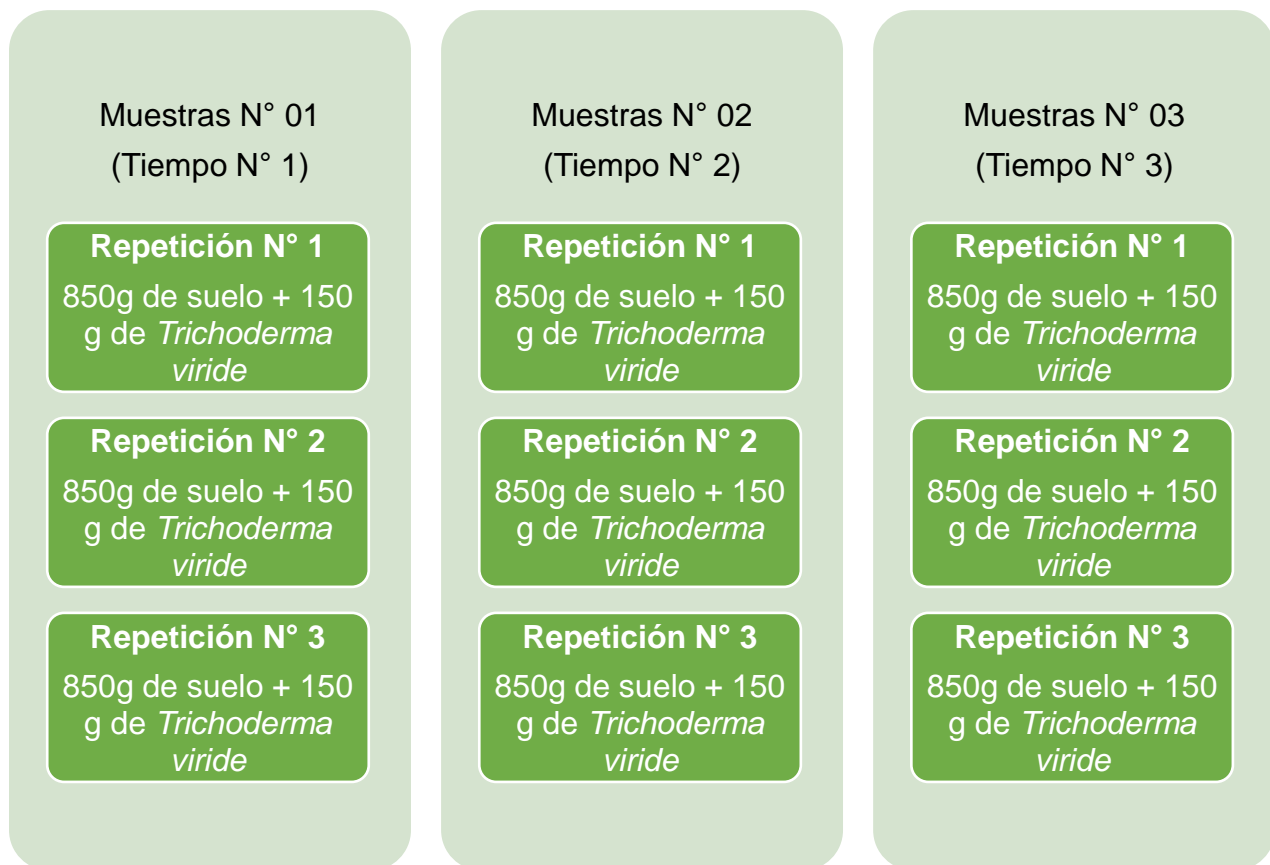 Muestras N° 01
(Tiempo N° 1)
Repetición N° 1
850g de suelo + 150
g de Trichoderma
viride
Repetición N° 2
850g de suelo + 150
g de Trichoderma
viride
Repetición N° 3
850g de suelo + 150
g de Trichoderma
viride
Muestras N° 02
(Tiempo N° 2)
Repetición N° 1
850g de suelo + 150
g de Trichoderma
viride
Repetición N° 2
850g de suelo + 150
g de Trichoderma
viride
Repetición N° 3
850g de suelo + 150
g de Trichoderma
viride
Muestras N° 03
(Tiempo N° 3)
Repetición N° 1
850g de suelo + 150
g de Trichoderma
viride
Repetición N° 2
850g de suelo + 150
g de Trichoderma
viride
Repetición N° 3
850g de suelo + 150
g de Trichoderma
viride